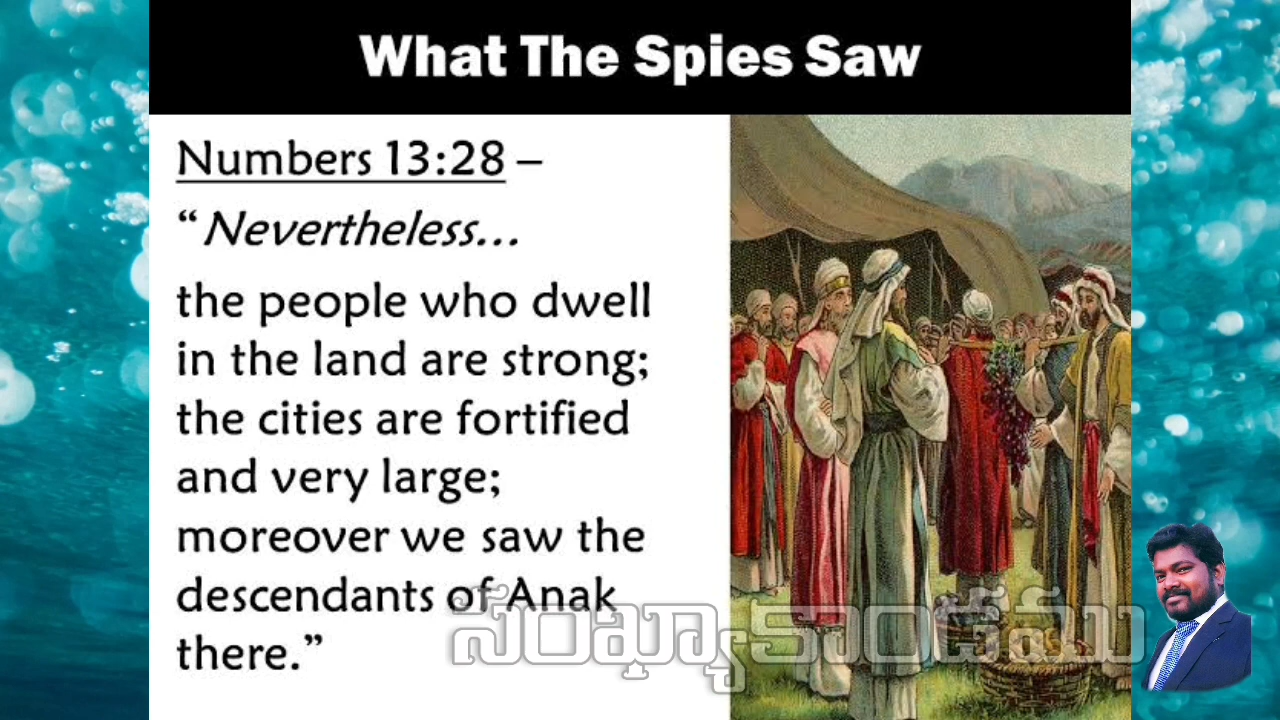 What The Spies Saw
Numbers 13:28 –
“Nevertheless...
the people who dwell
in the land are strong;
the cities are fortified
and very large;
moreover we saw the
descendants of Anak
there.”
సంఖ్యాకాండము